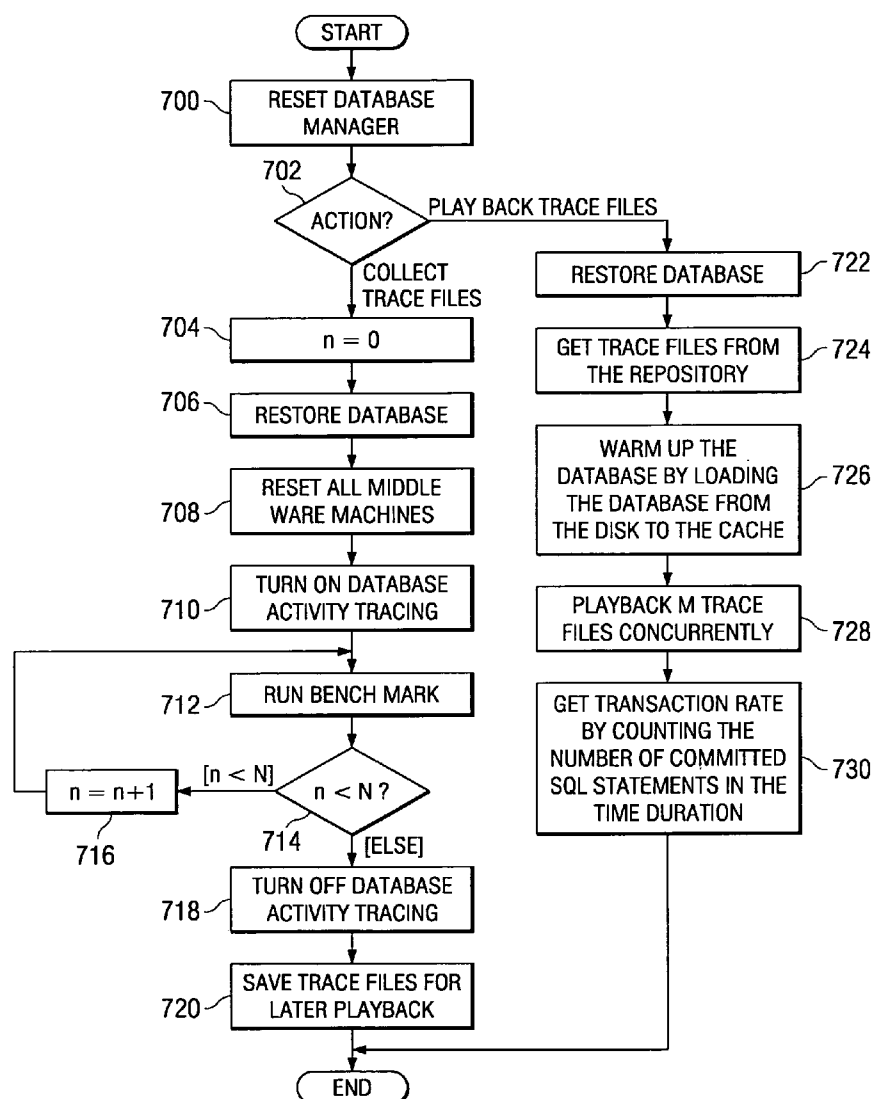 START
700
RESET DATABASE
MANAGER
702
ACTION?
PLAY BACK TRACE FILES
COLLECT
TRACE FILES
704
n = 0
706
RESTORE DATABASE
708
RESET ALL MIDDLE
WARE MACHINES
710
TURN ON DATABASE
ACTIVITY TRACING
712
RUN BENCH MARK
[n < N]
n = n+1
716
n < N ?
714
[ELSE]
718
TURN OFF DATABASE
ACTIVITY TRACING
720
SAVE TRACE FILES FOR
LATER PLAYBACK
RESTORE DATABASE
722
GET TRACE FILES FROM
THE REPOSITORY
724
WARM UP THE
DATABASE BY LOADING
THE DATABASE FROM
THE DISK TO THE CACHE
726
PLAYBACK M TRACE
FILES CONCURRENTLY
728
GET TRANSACTION RATE
BY COUNTING THE
NUMBER OF COMMITTED
SQL STATEMENTS IN THE
TIME DURATION
730
END